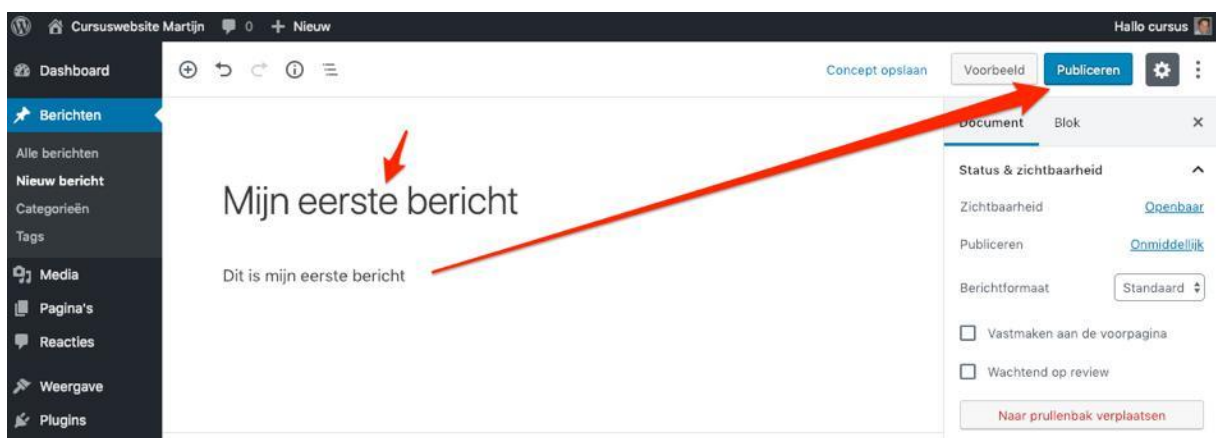 Cursuswebsite Martijn 0 + Nieuw Hallo cursus
Dashboard
Concept opslaan Voorbeeld Publiceren
Berichten
Alle berichten
Nieuw bericht
Categorieën
Tags
Media
Pagina's
Reacties
Weergave
Plugins
Mijn eerste bericht
Dit is mijn eerste bericht
Document Blok ×
Status & zichtbaarheid
Zichtbaarheid Openbaar
Publiceren Onmiddellijk
Berichtformaat Standaard
Vastmaken aan de voorpagina
Wachtend op review
Naar prullenbak verplaatsen